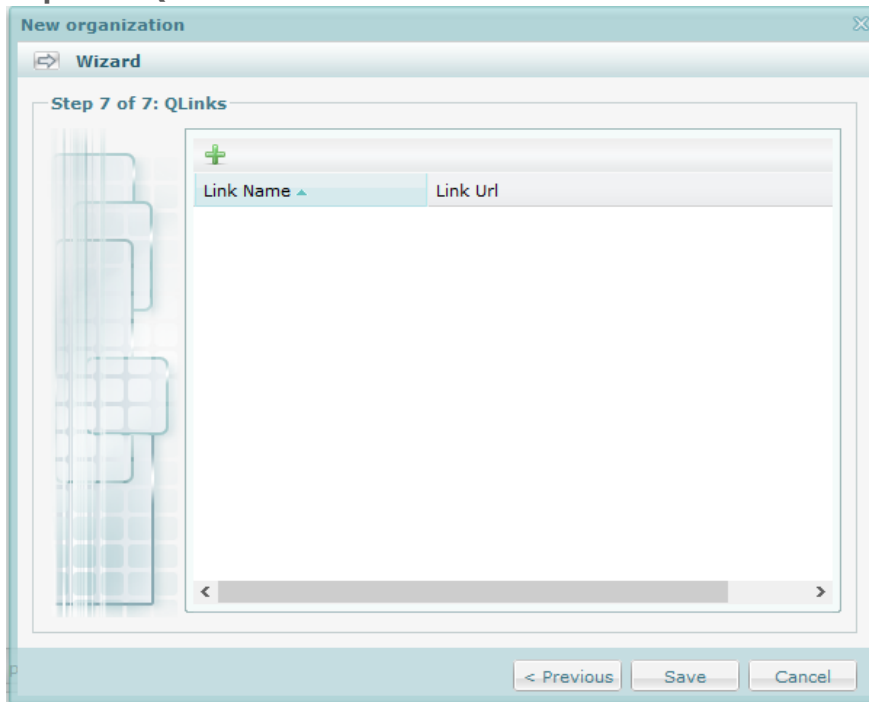 New organization
Wizard
Step 7 of 7: QLinks
Link Name Link Url
< Previous Save Cancel